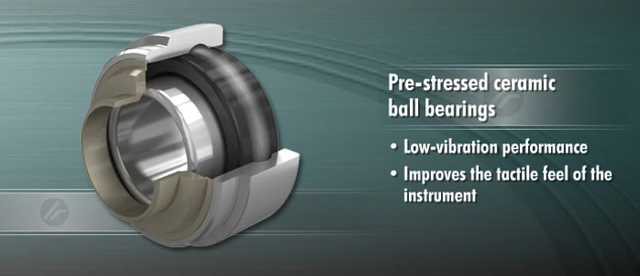 Pre-stressed ceramic
ball bearings
• Low-vibration performance
• Improves the tactile feel of the
instrument